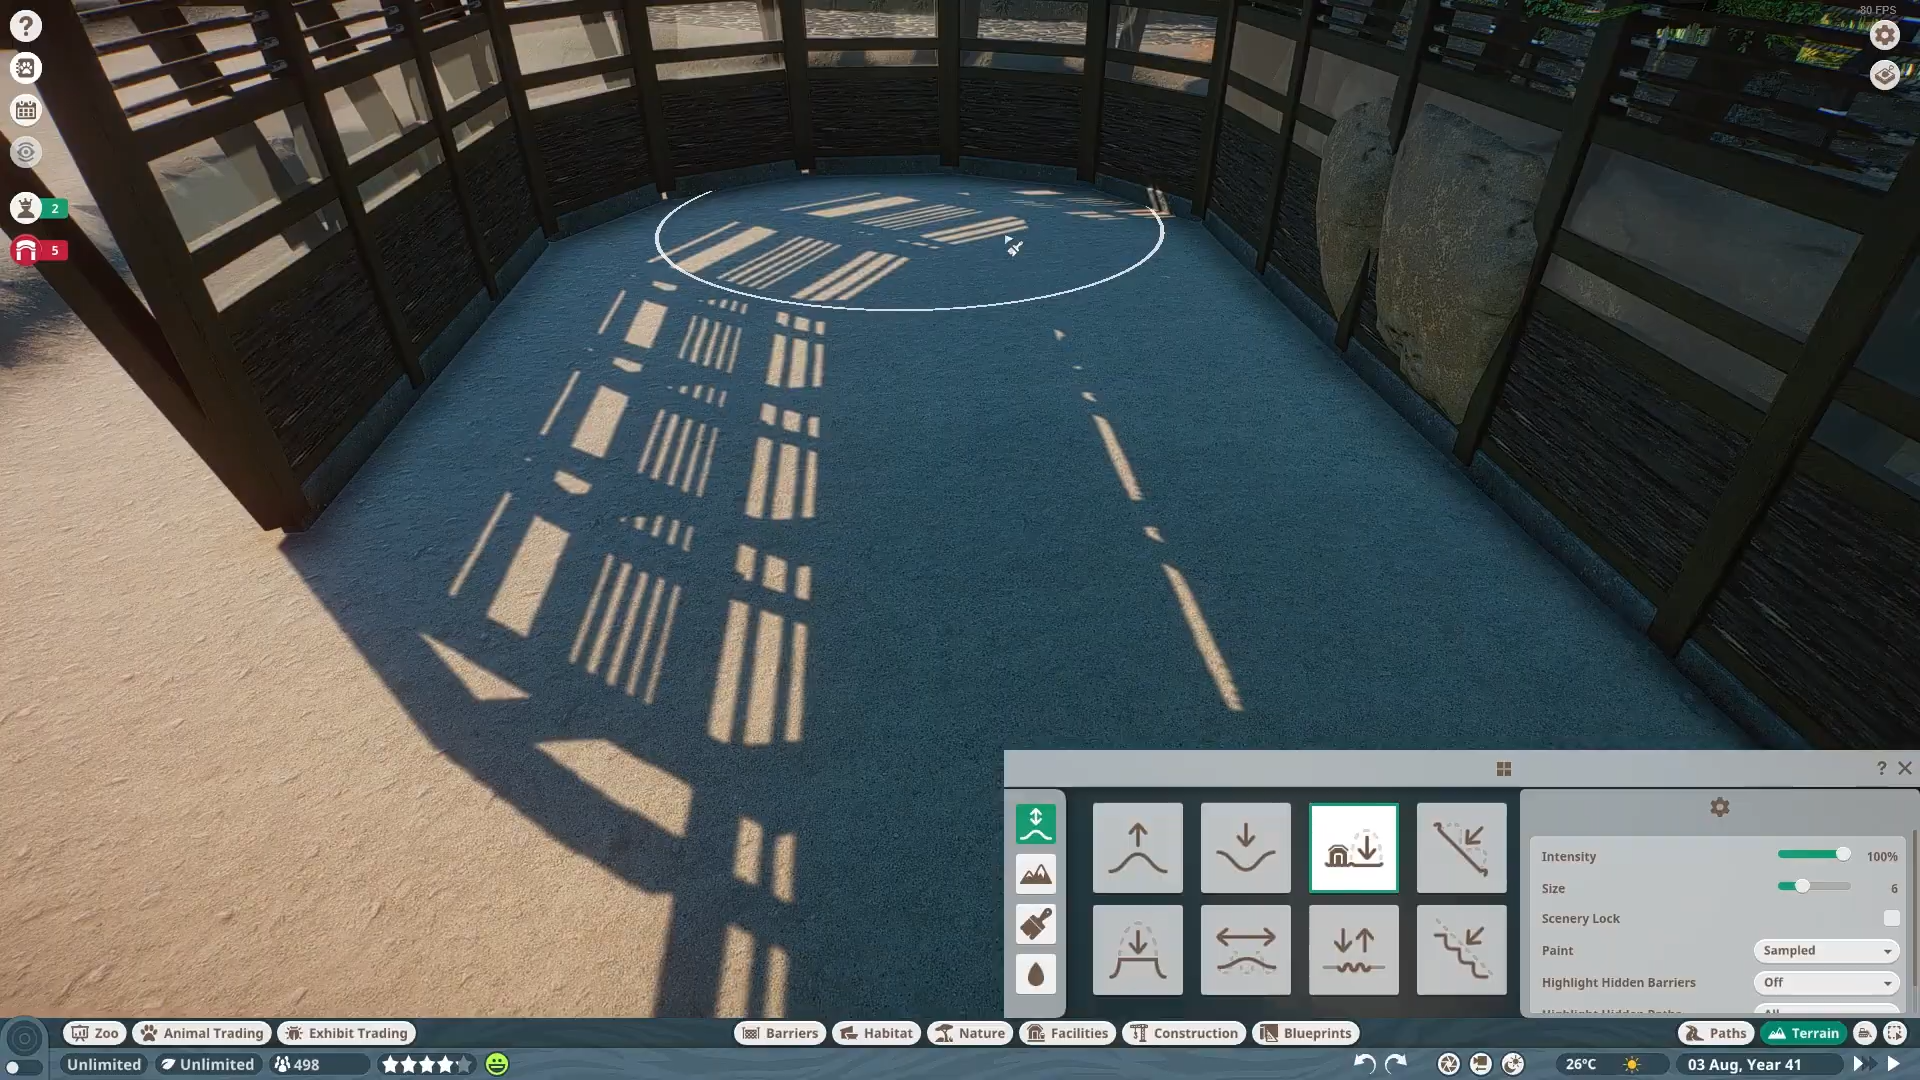 80 FPS
?
2
5
?
Intensity 100%
Size 6
Scenery Lock
Paint Sampled
Highlight Hidden Barriers Off
Zoo Animal Trading Exhibit Trading Barriers Habitat Nature Facilities Construction Blueprints Paths Terrain
Unlimited Unlimited 498 26°C 03 Aug, Year 41